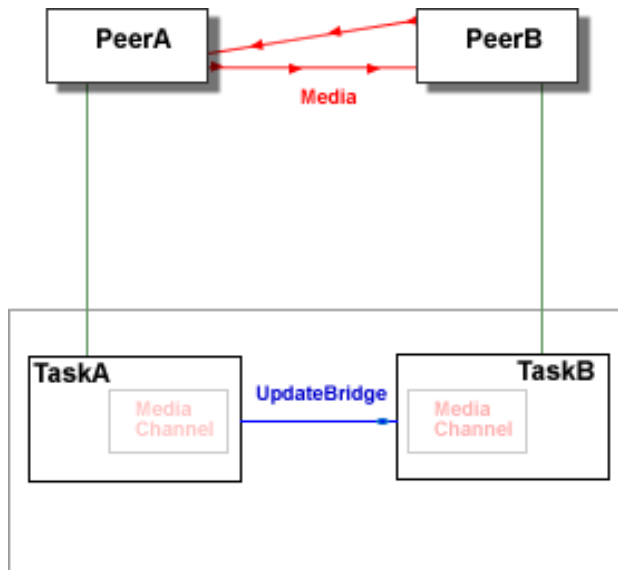 PeerA
PeerB
Media
TaskA
TaskB
UpdateBridge
Media
Channel
Media
Channel